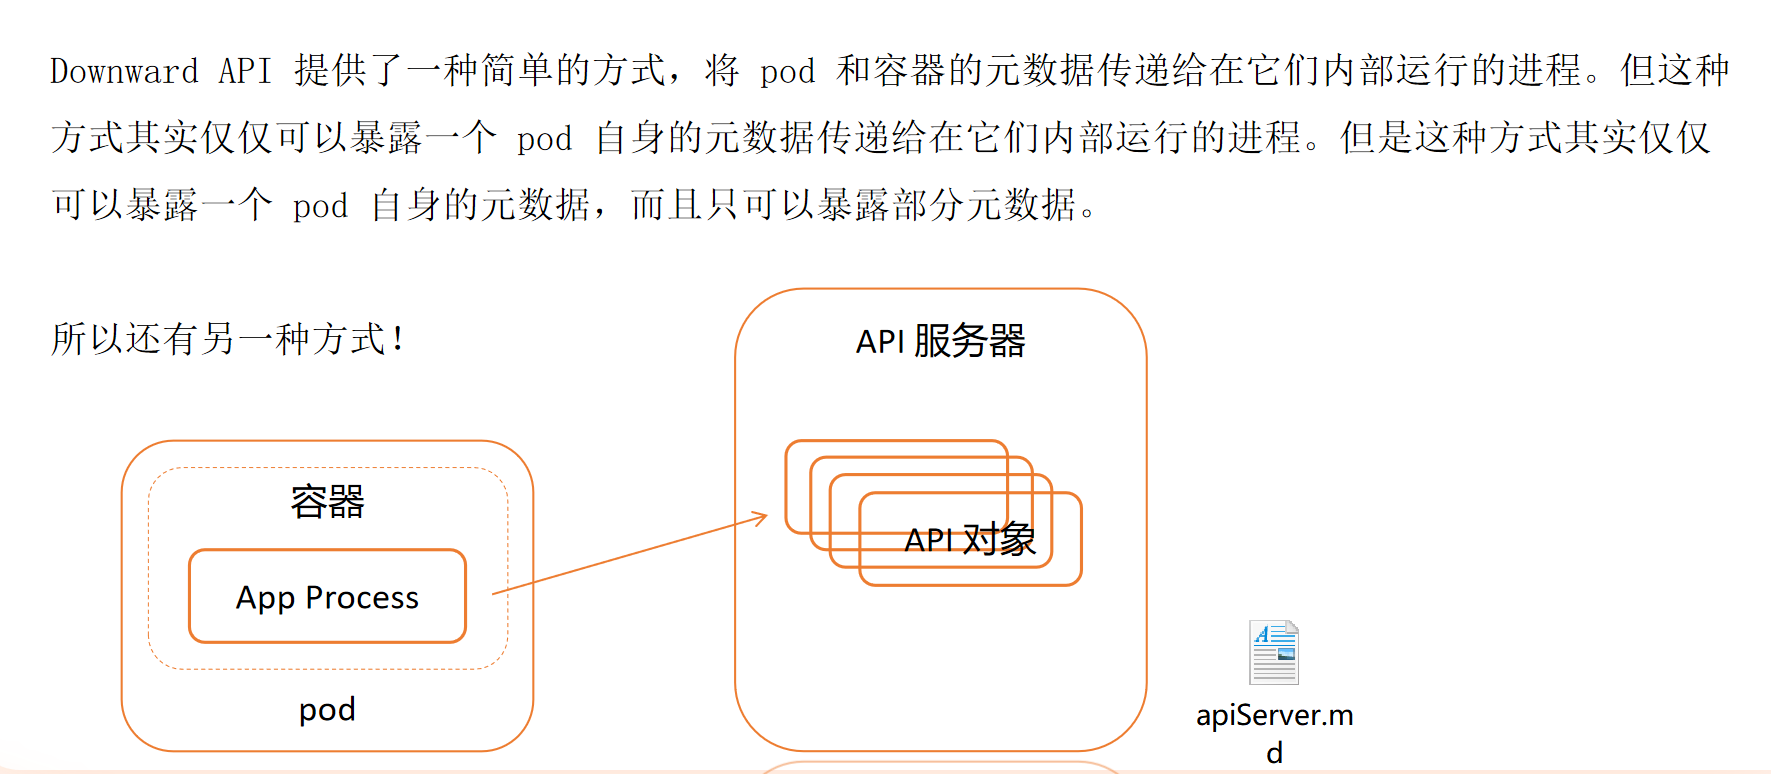 Downward API 提供了一种简单的方式，将 pod 和容器的元数据传递给在它们内部运行的进程。但这种
方式其实仅仅可以暴露一个 pod 自身的元数据传递给在它们内部运行的进程。但是这种方式其实仅仅
可以暴露一个 pod 自身的元数据，而且只可以暴露部分元数据。
所以还有另一种方式！
API 服务器
容器
API 对象
App Process
pod
apiServer.m
d